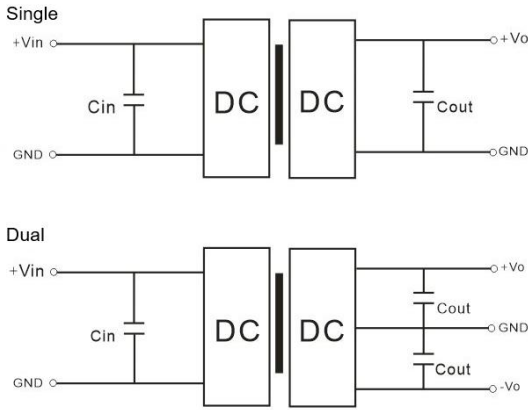 Single
+Vin
+Vo
Cin
DC
DC
Cout
GND
GND
Dual
+Vin
+Vo
Cout
Cin
DC
DC
GND
Cout
GND
-Vo